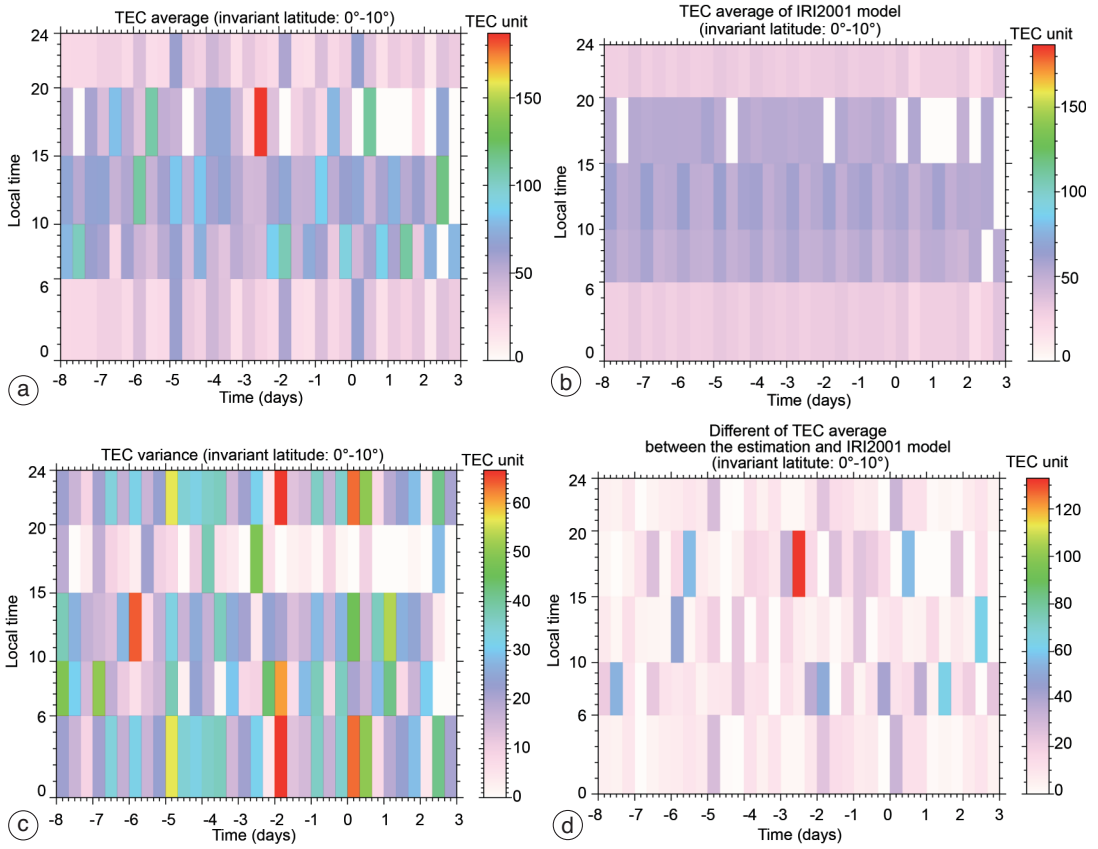 TEC average (invariant latitude: 0°-10°)
TEC unit
24
20
15
10
6
0
Local time
-8 -7 -6 -5 -4 -3 -2 -1 0 1 2 3
Time (days)
150
100
50
0
a
TEC average of IRI2001 model
(invariant latitude: 0°-10°)
TEC unit
24
20
15
10
6
0
Local time
-8 -7 -6 -5 -4 -3 -2 -1 0 1 2 3
Time (days)
150
100
50
0
b
TEC variance (invariant latitude: 0°-10°)
TEC unit
24
20
15
10
6
0
Local time
-8 -7 -6 -5 -4 -3 -2 -1 0 1 2 3
Time (days)
60
50
40
30
20
10
0
c
Different of TEC average
between the estimation and IRI2001 model
(invariant latitute: 0°-10°)
TEC unit
24
20
15
10
6
0
Local time
-8 -7 -6 -5 -4 -3 -2 -1 0 1 2 3
Time (days)
120
100
80
60
40
20
0
d